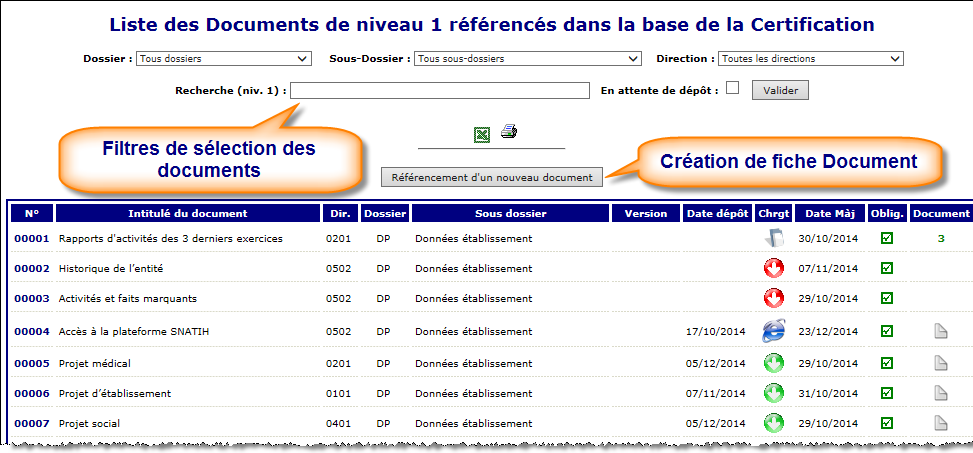 Liste des Documents de niveau 1 référencés dans la base de la Certification
Dossier : Tous dossiers Sous-Dossier : Tous sous-dossiers Direction : Toutes les directions
Recherche (niv. 1) : En attente de dépôt : Valider
Filtres de sélection des
documents
Création de fiche Document
Référencement d'un nouveau document
N° Intitulé du document Dir. Dossier Sous dossier Version Date dépôt Chrgt Date Màj Oblig. Document
00001 Rapports d'activités des 3 derniers exercices 0201 DP Données établissement 30/10/2014 3
00002 Historique de l'entité 0502 DP Données établissement 07/11/2014
00003 Activités et faits marquants 0502 DP Données établissement 29/10/2014
00004 Accès à la plateforme SNATIH 0502 DP Données établissement 17/10/2014 23/12/2014
00005 Projet médical 0201 DP Données établissement 05/12/2014 29/10/2014
00006 Projet d'établissement 0101 DP Données établissement 07/11/2014 31/10/2014
00007 Projet social 0401 DP Données établissement 05/12/2014 29/10/2014